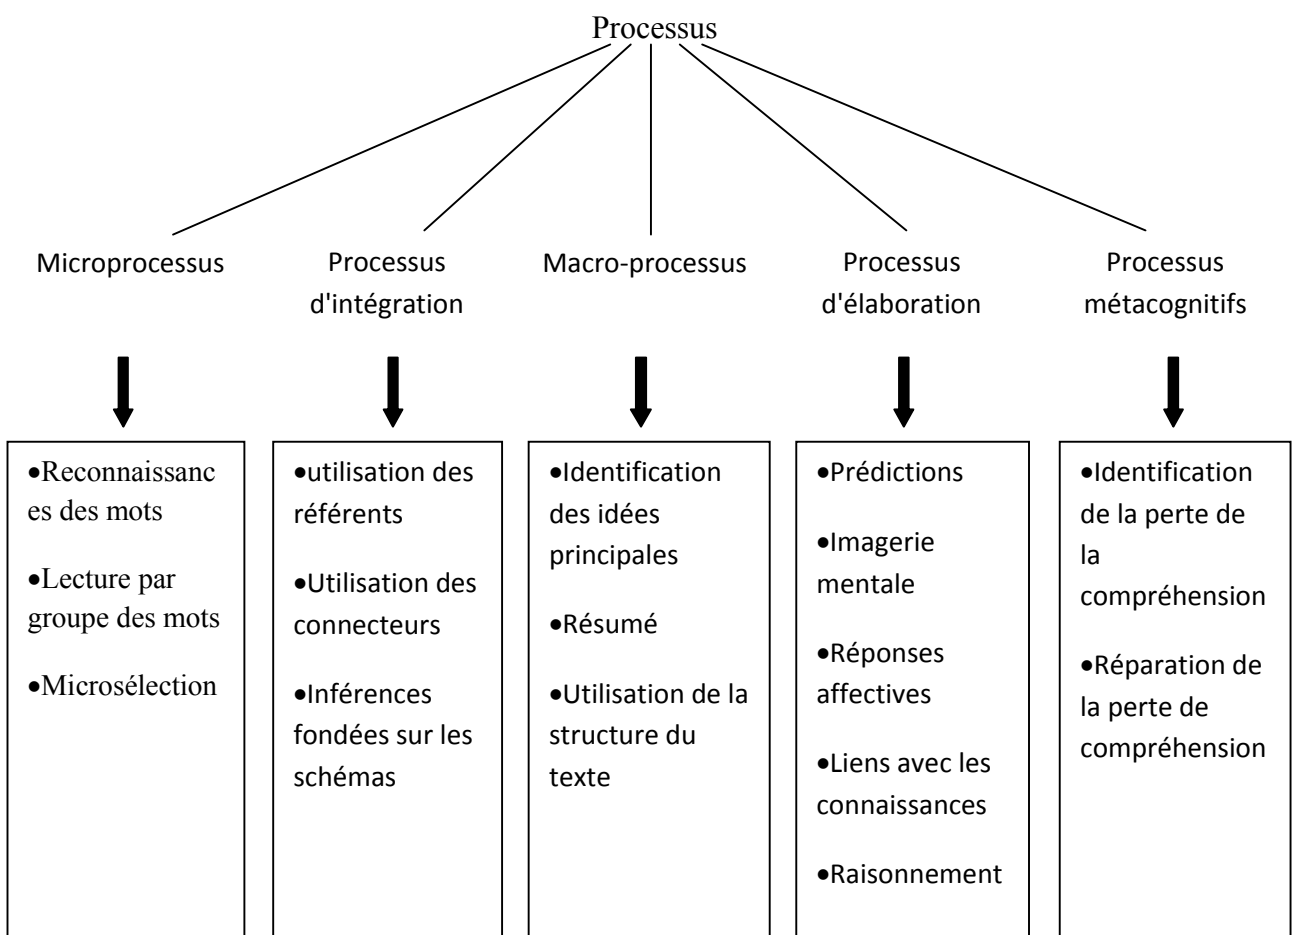 Processus
Microprocessus
Processus
d'intégration
Macro-processus
Processus
d'élaboration
Processus
métacognitifs
•Reconnaissanc
es des mots
•Lecture par
groupe des mots
•Microsélection
•utilisation des
référents
•Utilisation des
connecteurs
•Inférences
fondées sur les
schémas
•Identification
des idées
principales
•Résumé
•Utilisation de la
structure du
texte
•Prédictions
•Imagerie
mentale
•Réponses
affectives
•Liens avec les
connaissances
•Raisonnement
•Identification
de la perte de
la
compréhension
•Réparation de
la perte de
compréhension